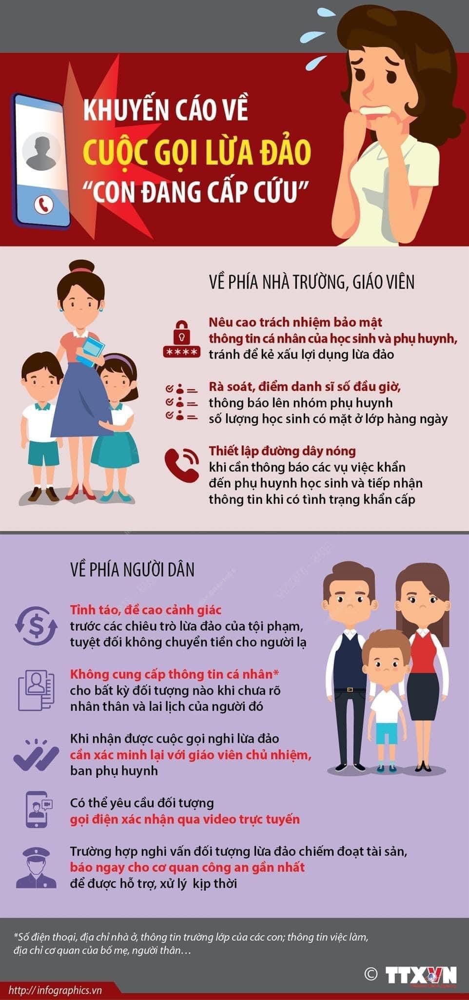 KHUYẾN CÁO VỀ
CUỘC GỌI LỪA ĐẢO
“CON ĐANG CẤP CỨU”
VỀ PHÍA NHÀ TRƯỜNG, GIÁO VIÊN
Nêu cao trách nhiệm bảo mật
thông tin cá nhân của học sinh và phụ huynh,
tránh để kẻ xấu lợi dụng lừa đảo
Rà soát, điểm danh sĩ số đầu giờ,
thông báo lên nhóm phụ huynh
số lượng học sinh có mặt ở lớp hàng ngày
Thiết lập đường dây nóng
khi cần thông báo các vụ việc khẩn
đến phụ huynh học sinh và tiếp nhận
thông tin khi có tình trạng khẩn cấp
VỀ PHÍA NGƯỜI DÂN
Tỉnh táo, đề cao cảnh giác
trước các chiêu trò lừa đảo của tội phạm,
tuyệt đối không chuyển tiền cho người lạ
Không cung cấp thông tin cá nhân*
cho bất kỳ đối tượng nào khi chưa rõ
nhân thân và lai lịch của người đó
Khi nhận được cuộc gọi nghi lừa đảo
cần xác minh lại với giáo viên chủ nhiệm,
ban phụ huynh
Có thể yêu cầu đối tượng
gọi điện xác nhận qua video trực tuyến
Trường hợp nghi vấn đối tượng lừa đảo chiếm đoạt tài sản,
báo ngay cho cơ quan công an gần nhất
để được hỗ trợ, xử lý kịp thời
*Số điện thoại, địa chỉ nhà ở, thông tin trường lớp của các con; thông tin việc làm,
địa chỉ cơ quan của bố mẹ, người thân…
© TTXVN
http:// infographics.vn